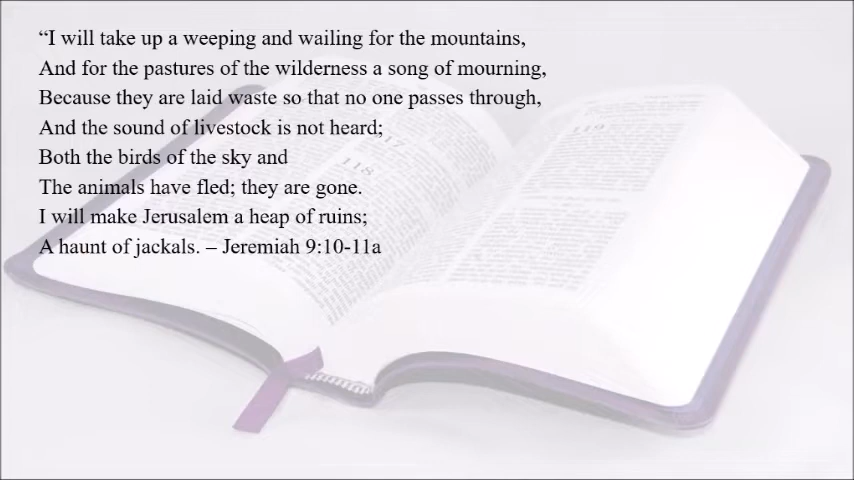 “I will take up a weeping and wailing for the mountains,
And for the pastures of the wilderness a song of mourning,
Because they are laid waste so that no one passes through,
And the sound of livestock is not heard;
Both the birds of the sky and
The animals have fled; they are gone.
I will make Jerusalem a heap of ruins;
A haunt of jackals. – Jeremiah 9:10-11a
117
118
119